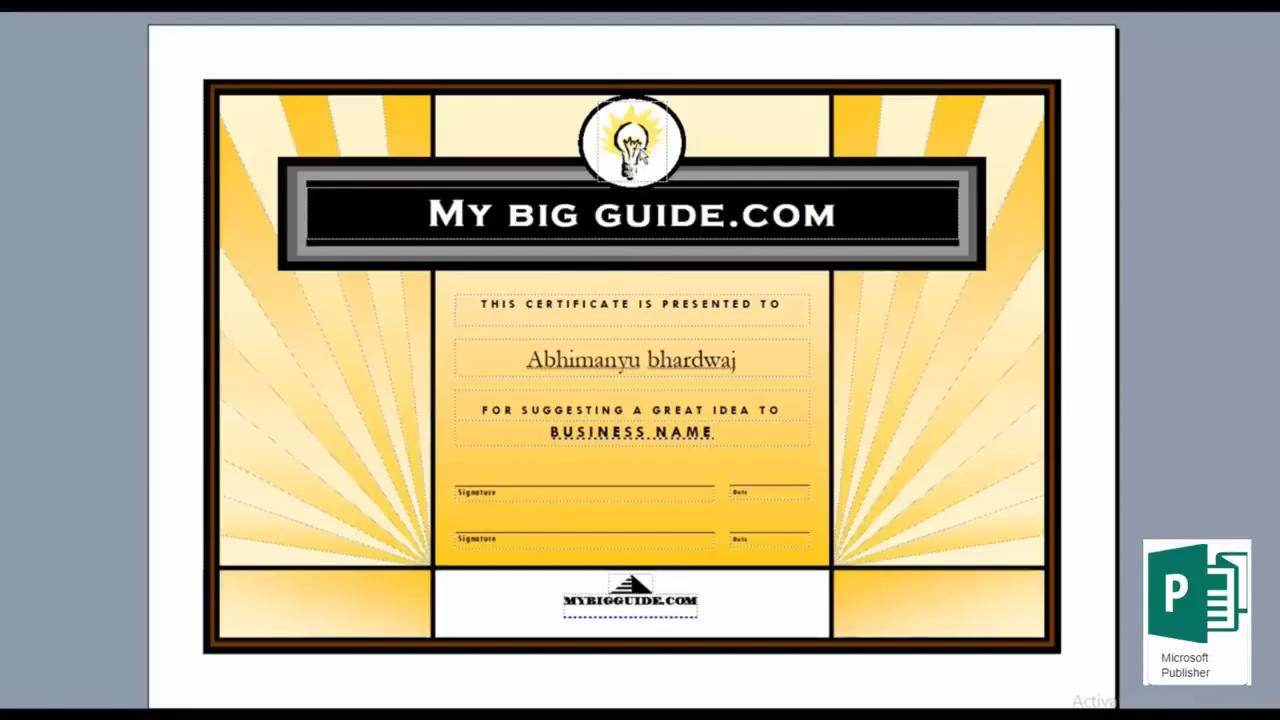 My big guide.com
THIS CERTIFICATE IS PRESENTED TO
Abhimanyu bhardwaj
FOR SUGGESTING A GREAT IDEA TO
BUSINESS NAME
Signature Date
Signature Date
MYBIGGUIDE.COM
P
Microsoft
Publisher
Activa